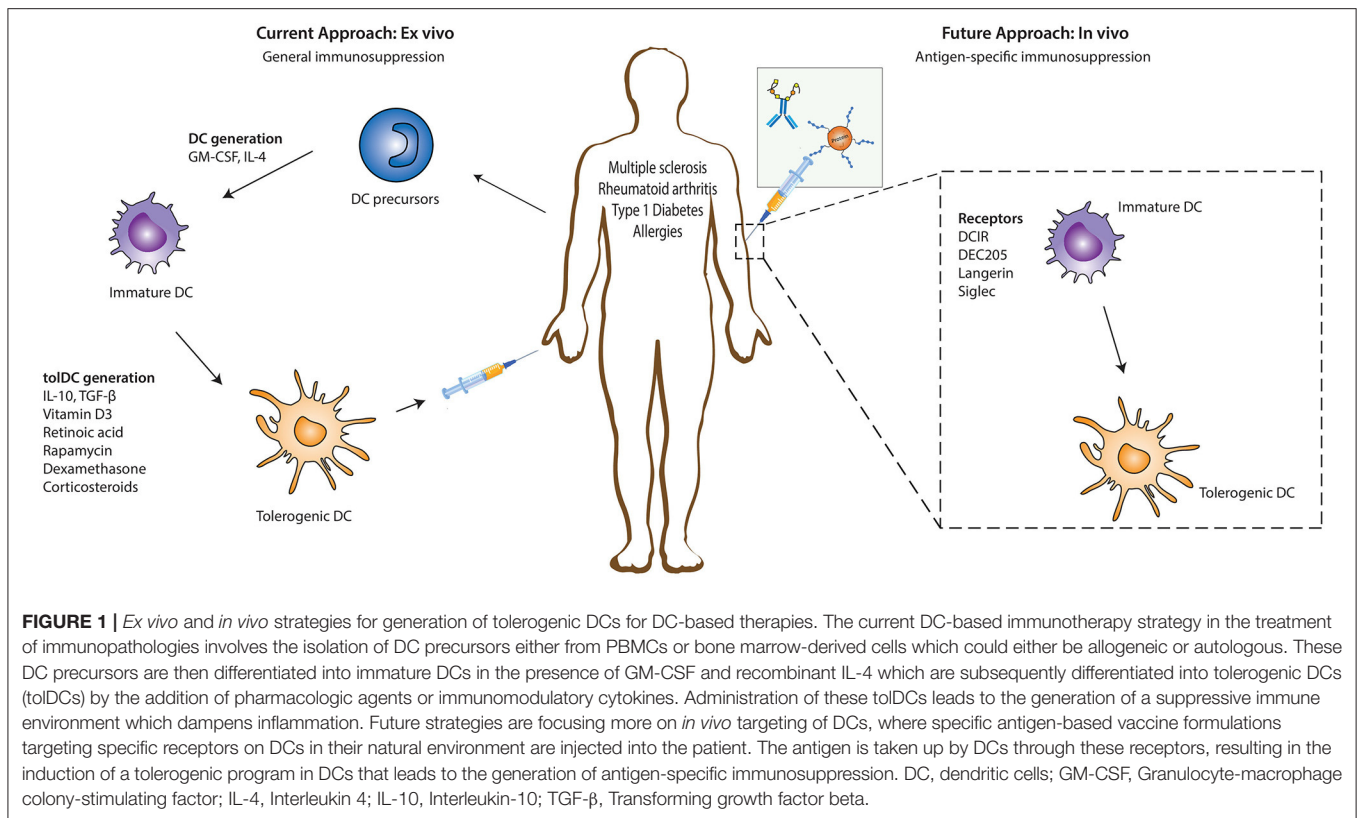 Current Approach: Ex vivo
General immunosuppression
Future Approach: In vivo
Antigen-specific immunosuppression
DC generation
GM-CSF, IL-4
DC precursors
Immature DC
tolDC generation
IL-10, TGF-β
Vitamin D3
Retinoic acid
Rapamycin
Dexamethasone
Corticosteroids
Tolerogenic DC
Multiple sclerosis
Rheumatoid arthritis
Type 1 Diabetes
Allergies
Protein
Receptors
DCIR
DEC205
Langerin
Siglec
Immature DC
Tolerogenic DC
FIGURE 1 | Ex vivo and in vivo strategies for generation of tolerogenic DCs for DC-based therapies. The current DC-based immunotherapy strategy in the treatment
of immunopathologies involves the isolation of DC precursors either from PBMCs or bone marrow-derived cells which could either be allogeneic or autologous. These
DC precursors are then differentiated into immature DCs in the presence of GM-CSF and recombinant IL-4 which are subsequently differentiated into tolerogenic DCs
(tolDCs) by the addition of pharmacologic agents or immunomodulatory cytokines. Administration of these tolDCs leads to the generation of a suppressive immune
environment which dampens inflammation. Future strategies are focusing more on in vivo targeting of DCs, where specific antigen-based vaccine formulations
targeting specific receptors on DCs in their natural environment are injected into the patient. The antigen is taken up by DCs through these receptors, resulting in the
induction of a tolerogenic program in DCs that leads to the generation of antigen-specific immunosuppression. DC, dendritic cells; GM-CSF, Granulocyte-macrophage
colony-stimulating factor; IL-4, Interleukin 4; IL-10, Interleukin-10; TGF-β, Transforming growth factor beta.